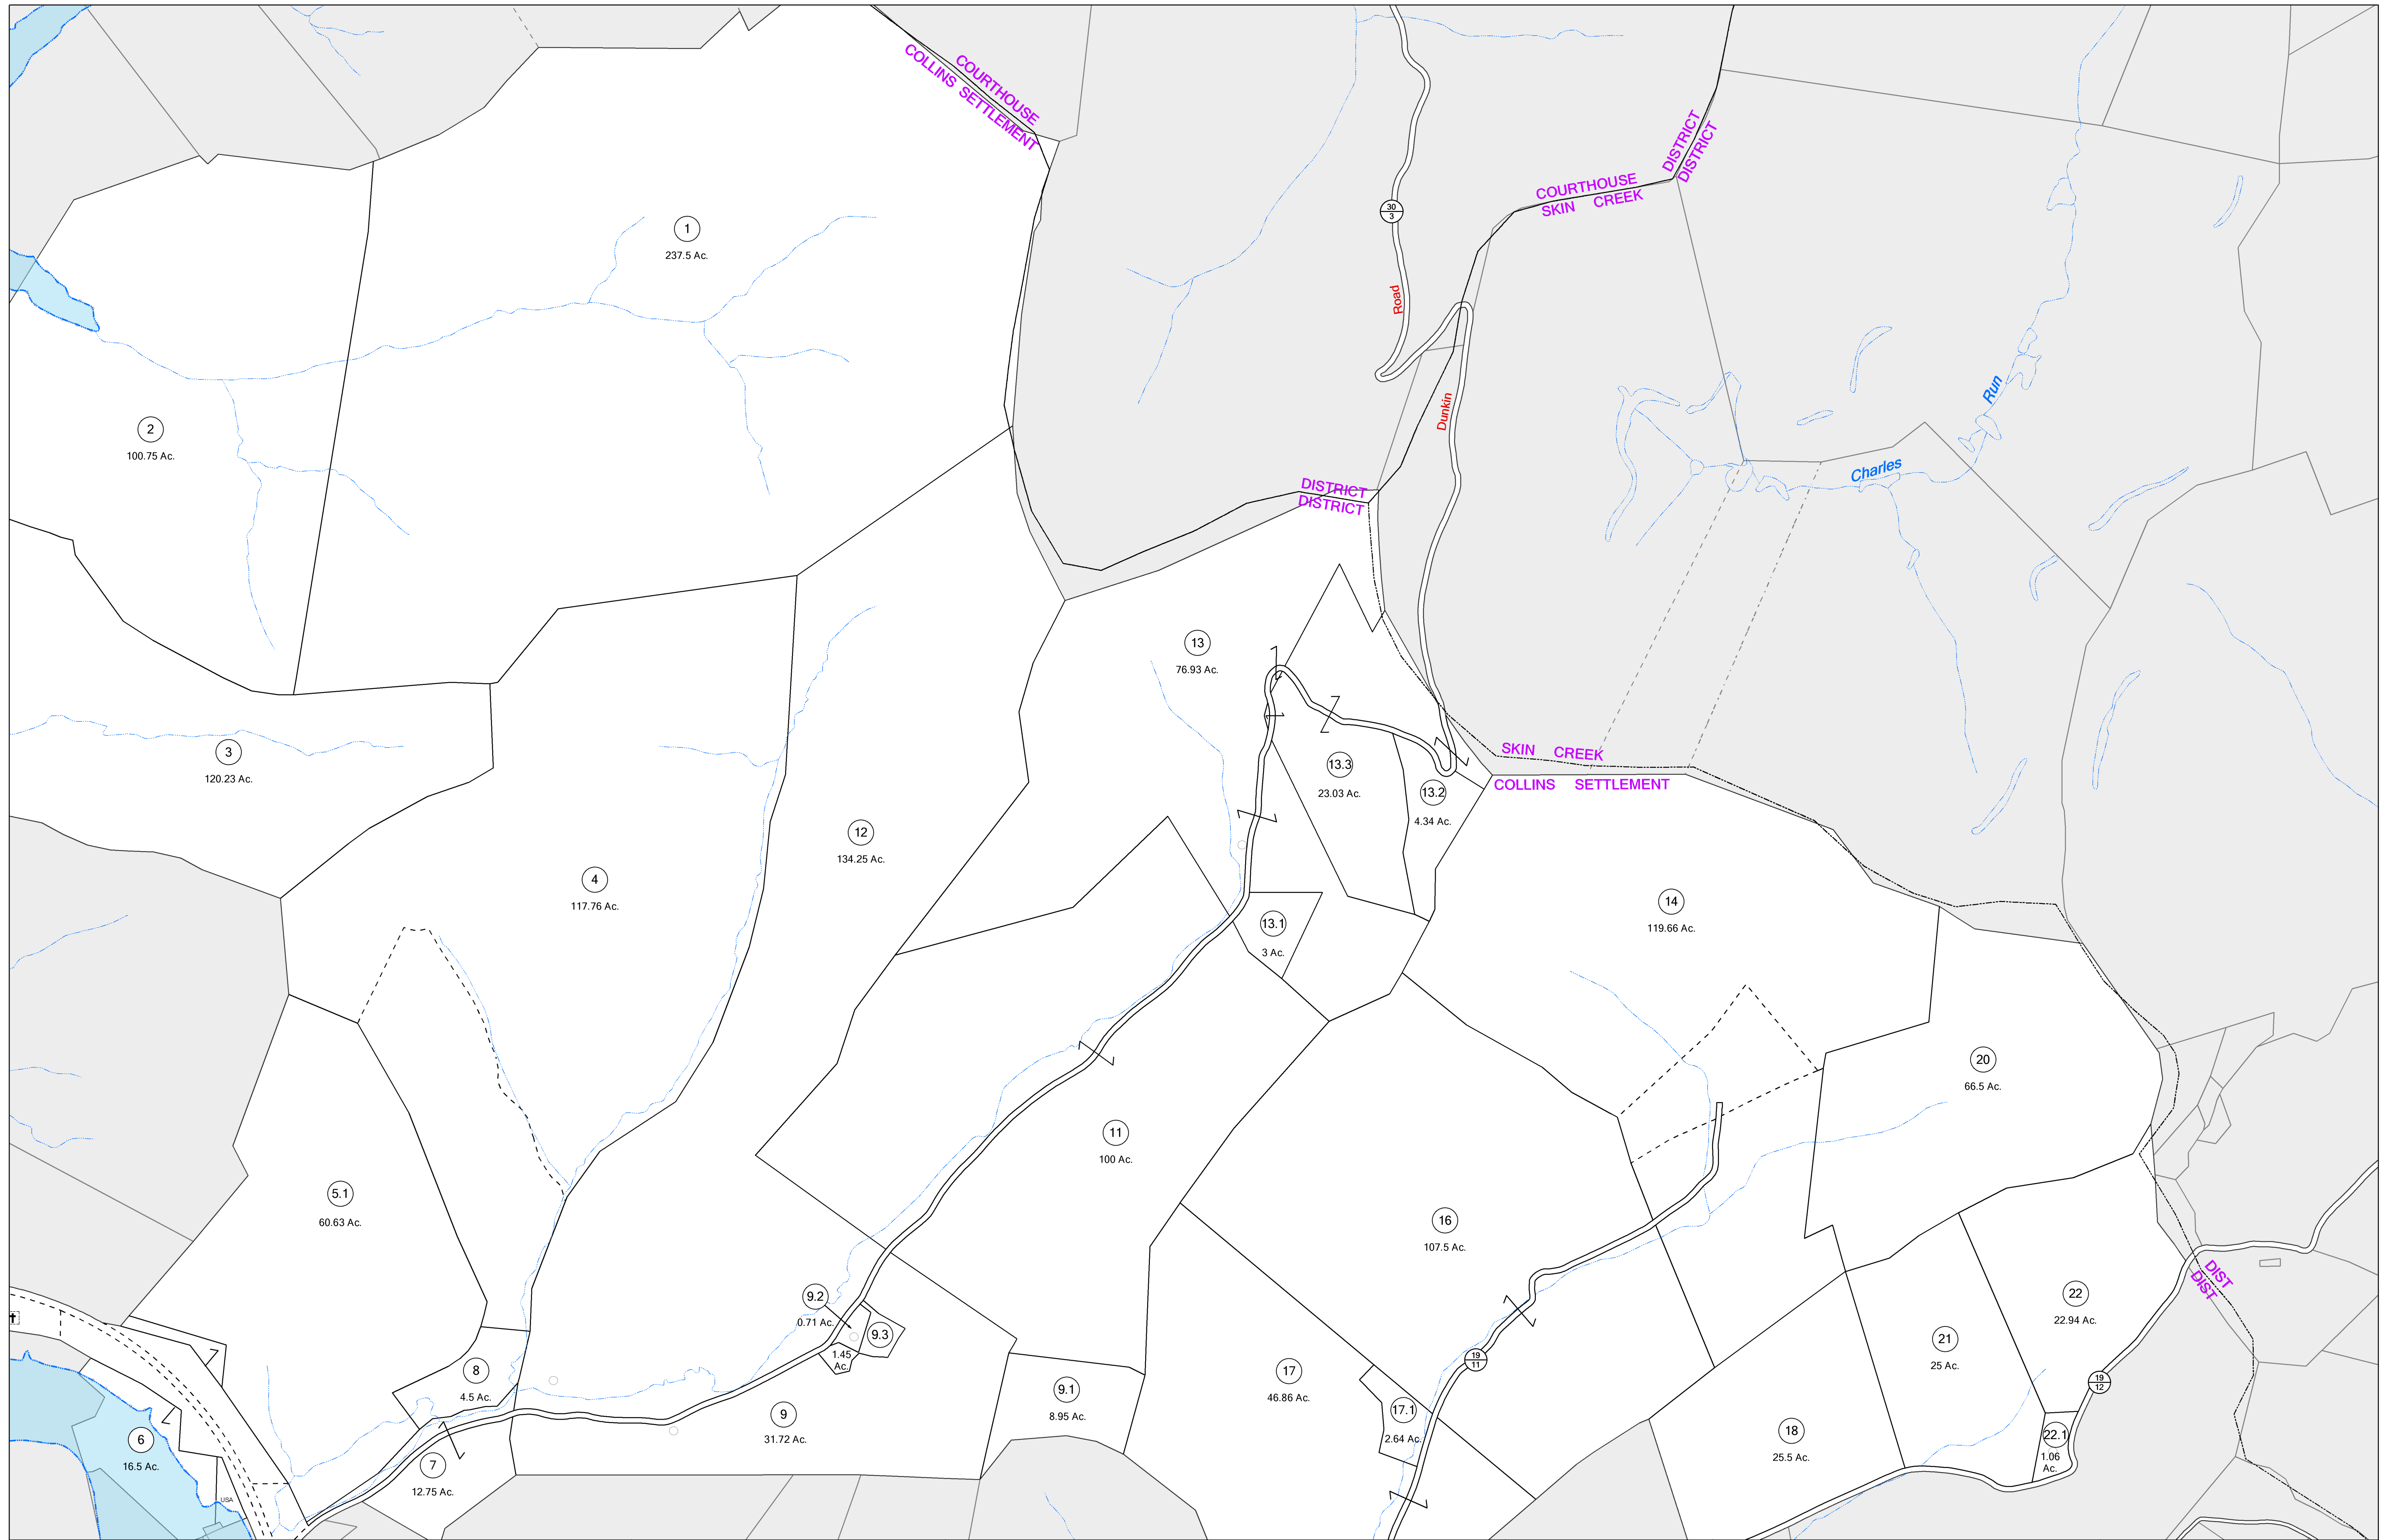 COURTHOUSE
COLLINS SETTLEMENT
DISTRICT
DISTRICT
COURTHOUSE
SKIN CREEK
30
3
1
237.5 Ac.
Road
Run
Dunkin
2
100.75 Ac.
Charles
DISTRICT
DISTRICT
13
76.93 Ac.
3
120.23 Ac.
SKIN CREEK
COLLINS SETTLEMENT
13.3
23.03 Ac.
13.2
4.34 Ac.
12
134.25 Ac.
4
117.76 Ac.
14
119.66 Ac.
13.1
3 Ac.
20
66.5 Ac.
11
100 Ac.
5.1
60.63 Ac.
16
107.5 Ac.
DIST
DIST
9.2
0.71 Ac.
22
22.94 Ac.
9.3
1.45
Ac.
21
25 Ac.
19
11
8
4.5 Ac.
17
46.86 Ac.
9.1
8.95 Ac.
19
12
9
31.72 Ac.
17.1
2.64 Ac.
18
25.5 Ac.
22.1
1.06
Ac.
6
16.5 Ac.
7
12.75 Ac.
USA